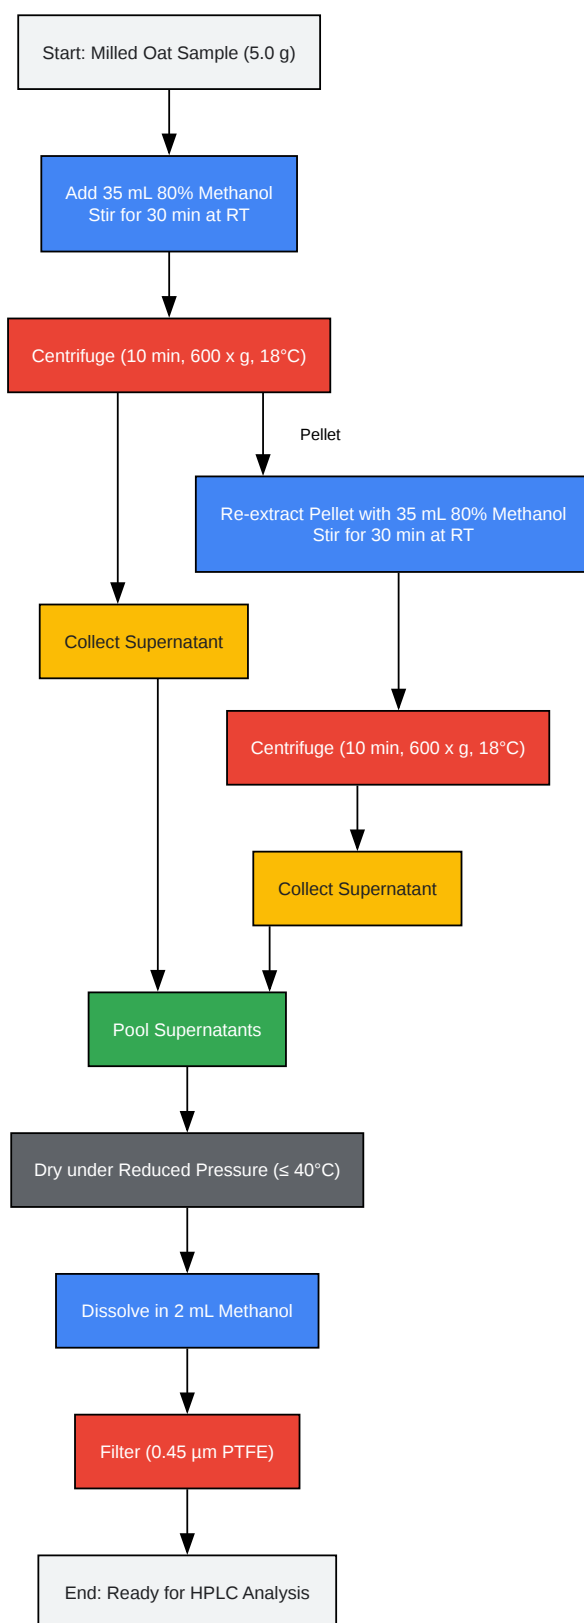 Start: Milled Oat Sample (5.0 g)
Add 35 mL 80% Methanol
Stir for 30 min at RT
Centrifuge (10 min, 600 x g, 18°C)
Pellet
Re-extract Pellet with 35 mL 80% Methanol
Stir for 30 min at RT
Collect Supernatant
Centrifuge (10 min, 600 x g, 18°C)
Collect Supernatant
Pool Supernatants
Dry under Reduced Pressure (≤ 40°C)
Dissolve in 2 mL Methanol
Filter (0.45 µm PTFE)
End: Ready for HPLC Analysis